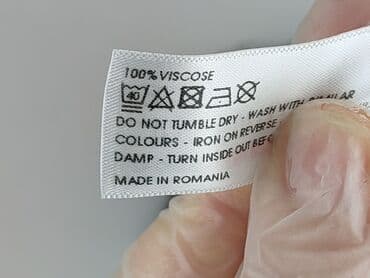 100% VISCOSE
40
DO NOT TUMBLE DRY - WASH WITH SIMILAR
COLOURS - IRON ON REVERSE
DAMP - TURN INSIDE OUT
MADE IN ROMANIA